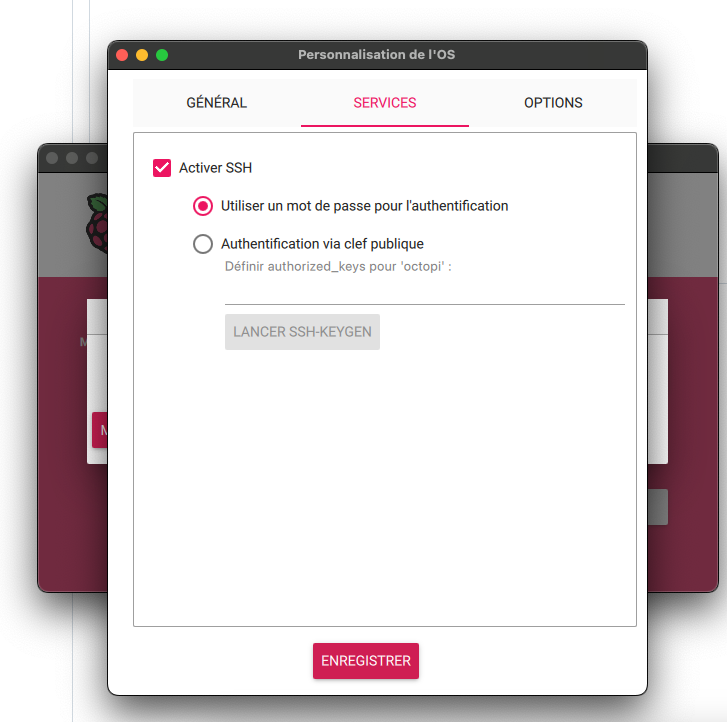 Personnalisation de l'OS
GÉNÉRAL
SERVICES
OPTIONS
Activer SSH
Utiliser un mot de passe pour l'authentification
Authentification via clef publique
Définir authorized_keys pour 'octopi' :
LANCER SSH-KEYGEN
ENREGISTRER